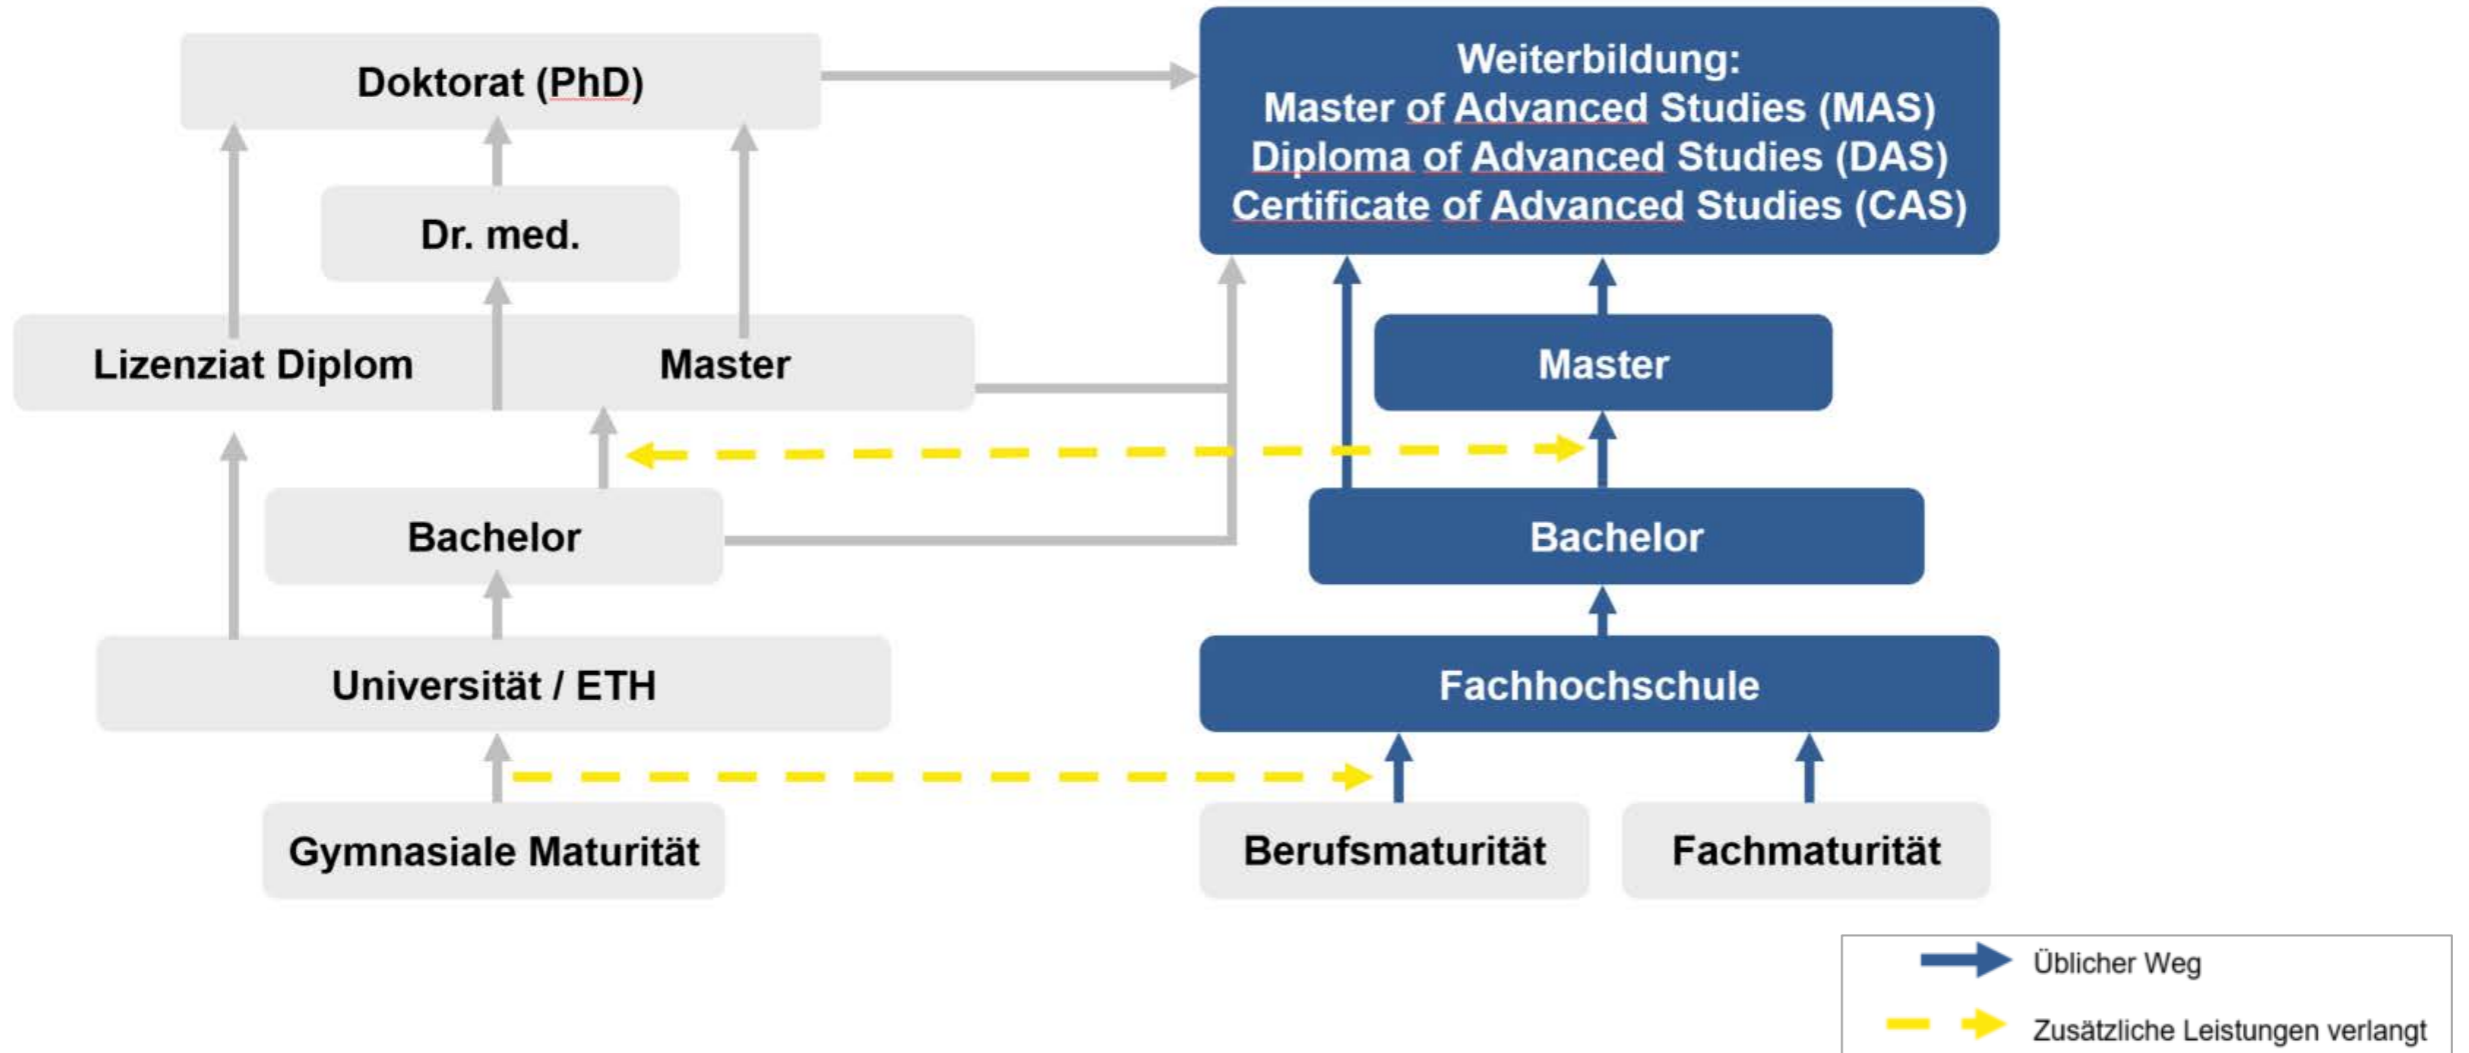 Doktorat (PhD)
Weiterbildung:
Master of Advanced Studies (MAS)
Diploma of Advanced Studies (DAS)
Certificate of Advanced Studies (CAS)
Dr. med.
Lizenziat Diplom
Master
Master
Bachelor
Bachelor
Universität / ETH
Fachhochschule
Gymnasiale Maturität
Berufsmaturität
Fachmaturität
Üblicher Weg
Zusätzliche Leistungen verlangt